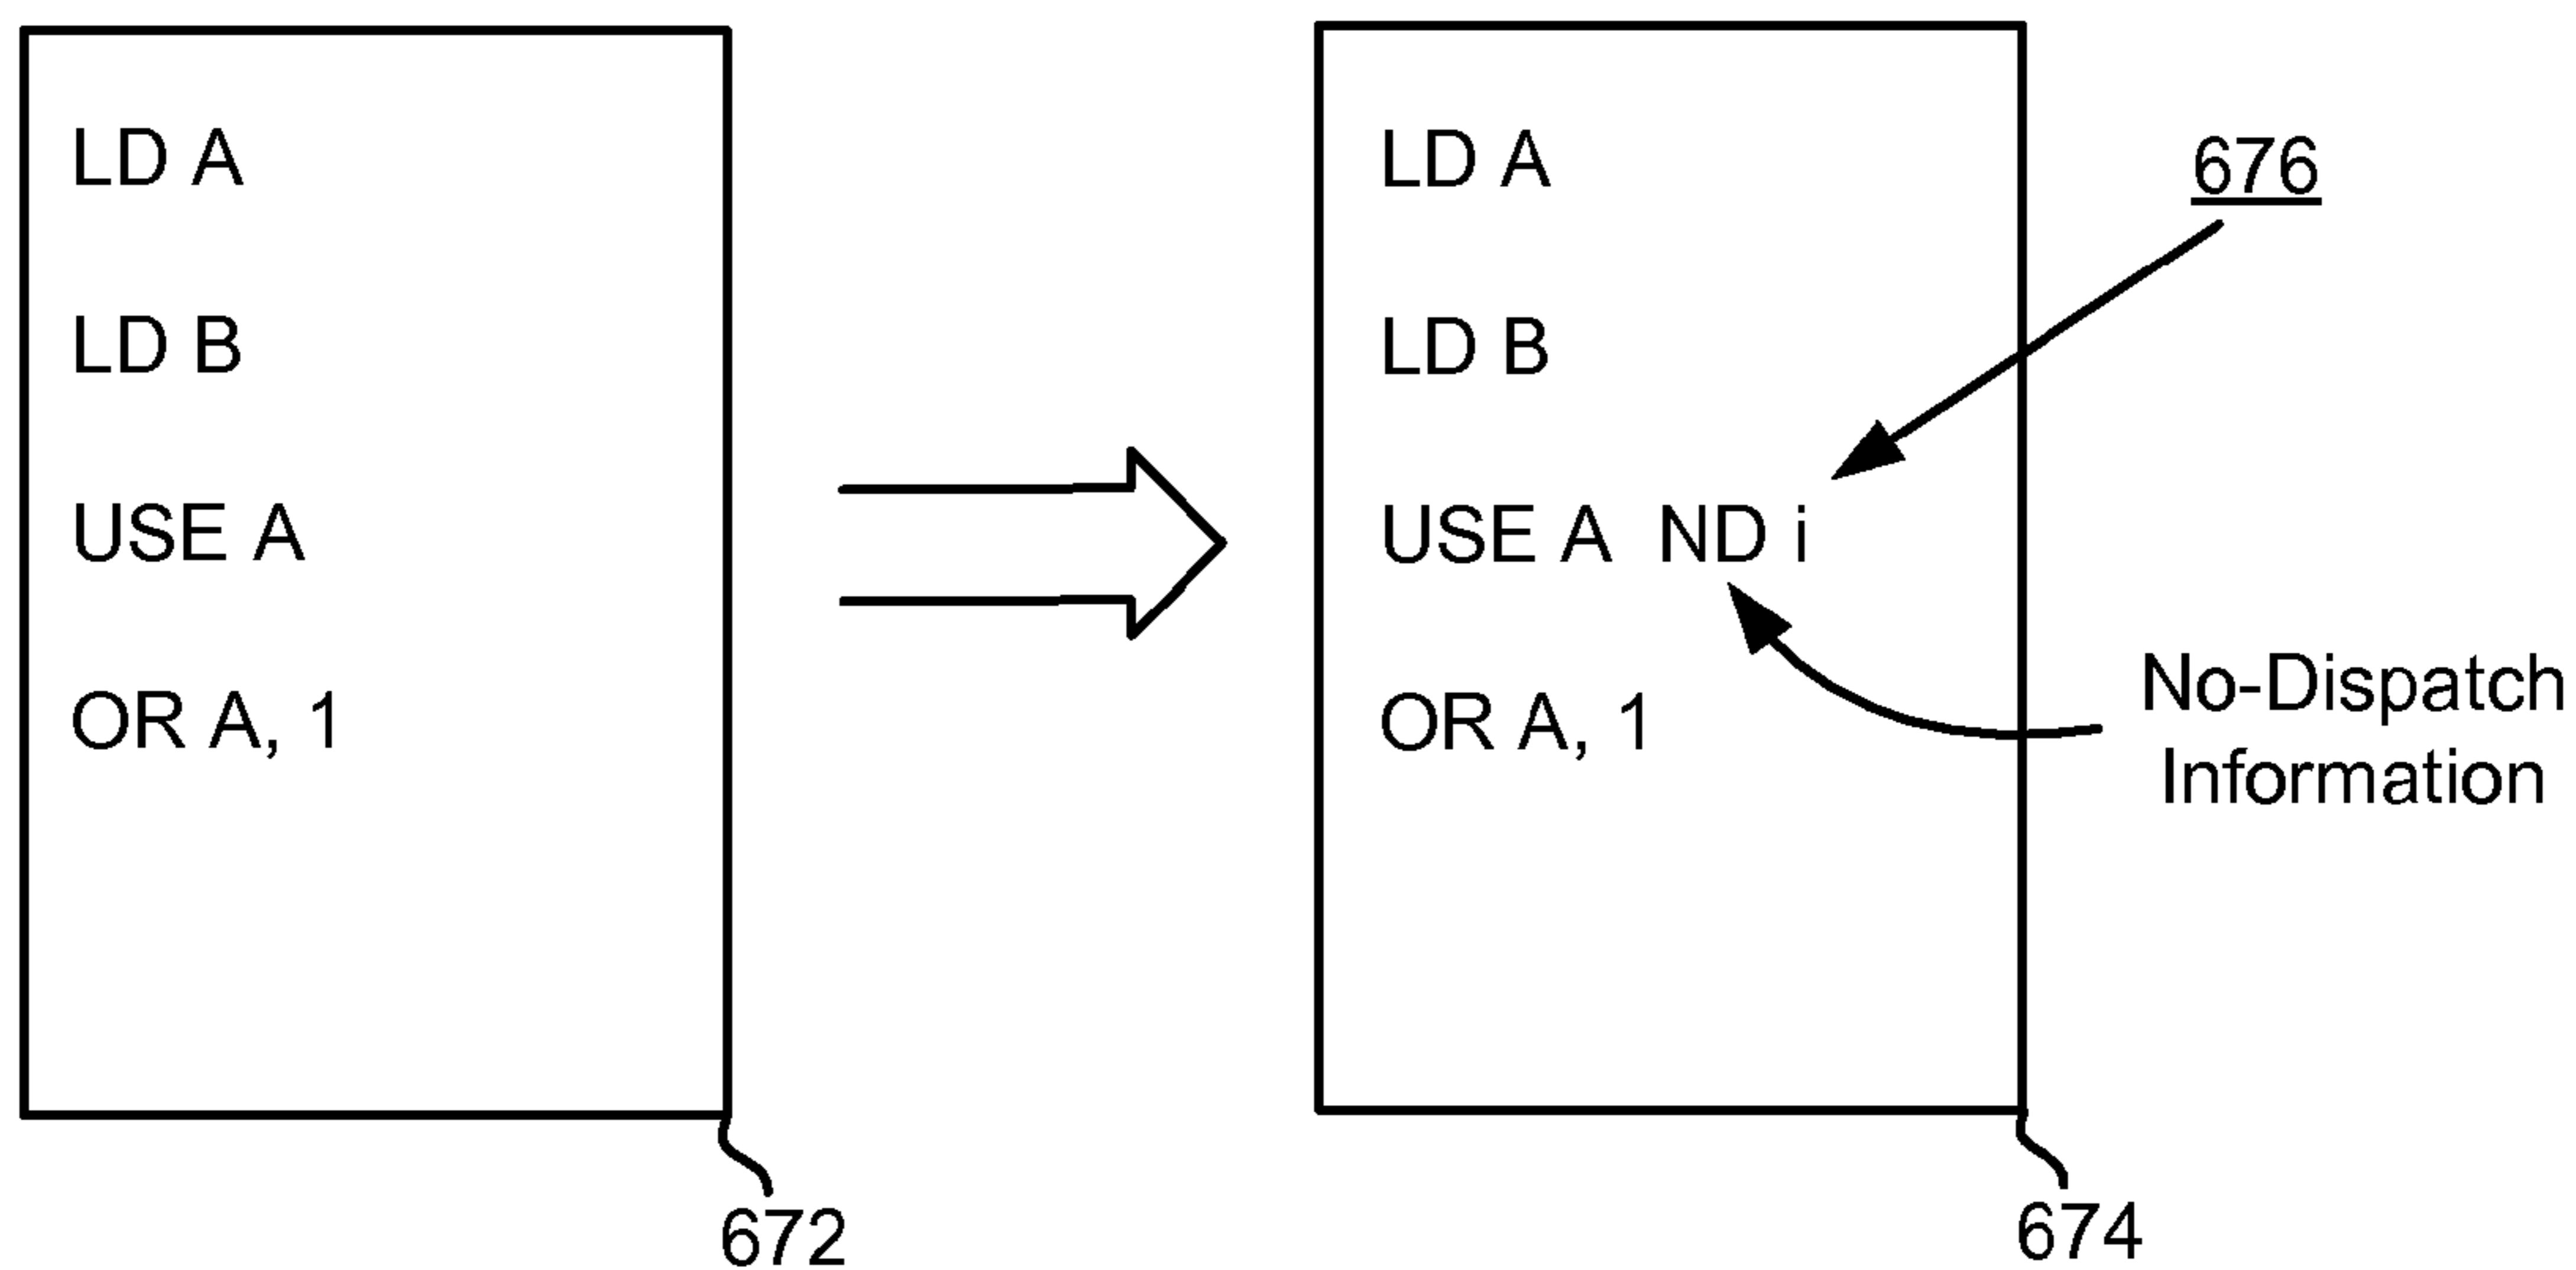 LD A
LD B
USE A
OR A, 1
672
LD A
LD B
USE A ND i
OR A, 1
674
676
No-Dispatch
Information